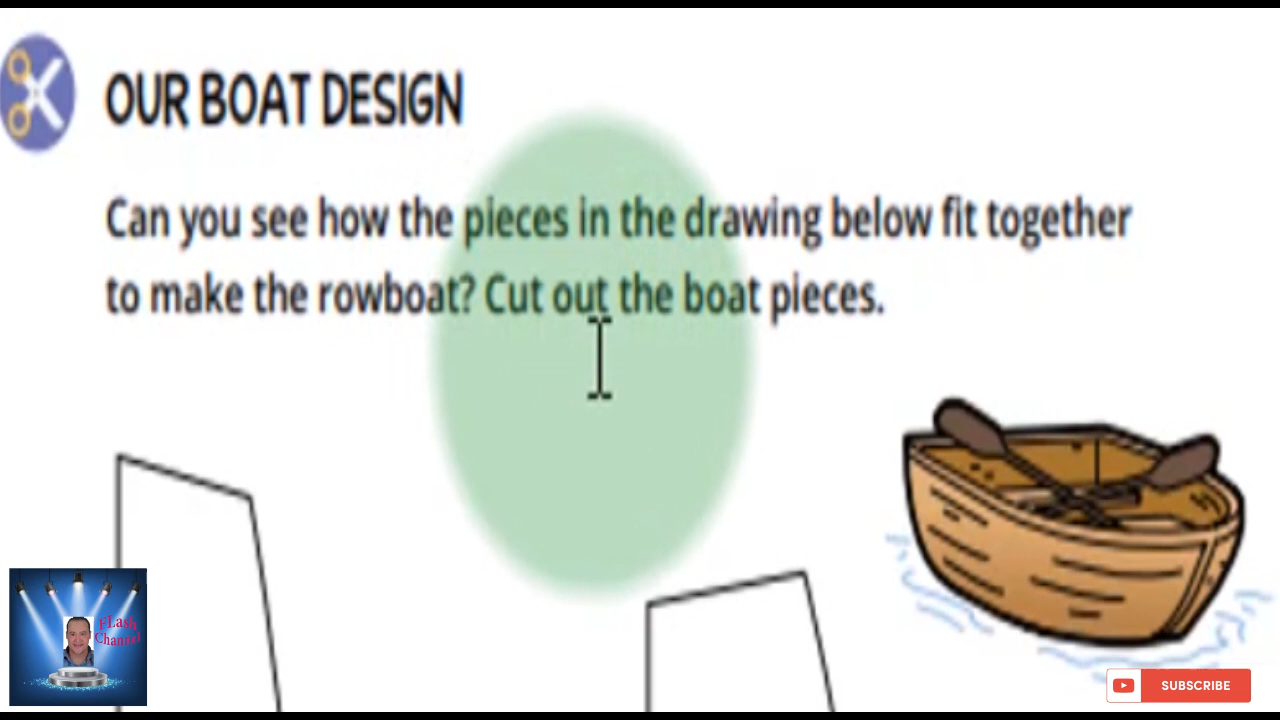 OUR BOAT DESIGN
Can you see how the pieces in the drawing below fit together
to make the rowboat? Cut out the boat pieces.
FLash
Channel
SUBSCRIBE